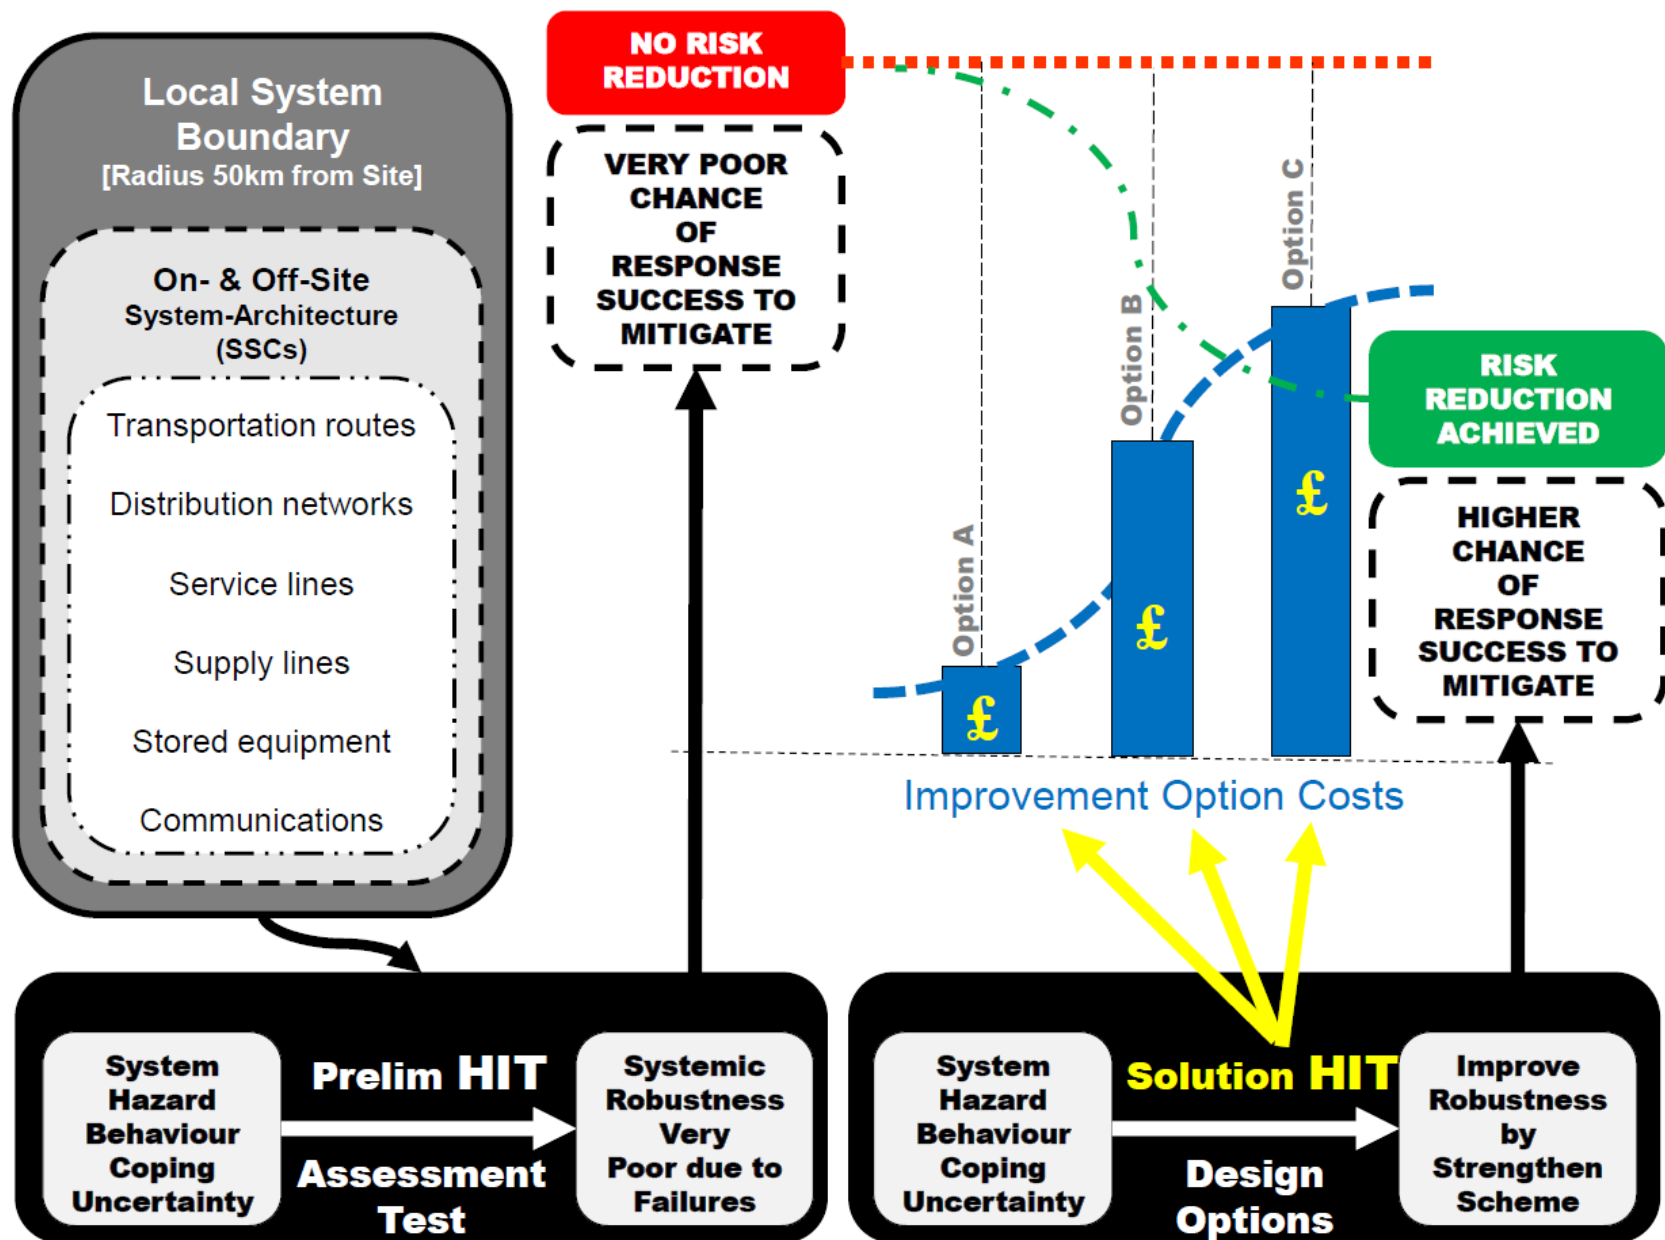 Local System
Boundary
[Radius 50km from Site]
On- & Off-Site
System-Architecture
(SSCs)
Transportation routes
Distribution networks
Service lines
Supply lines
Stored equipment
Communications
NO RISK
REDUCTION
VERY POOR
CHANCE
OF
RESPONSE
SUCCESS TO
MITIGATE
Option A
Option B
Option C
£
£
£
Improvement Option Costs
RISK
REDUCTION
ACHIEVED
HIGHER
CHANCE
OF
RESPONSE
SUCCESS TO
MITIGATE
System
Hazard
Behaviour
Coping
Uncertainty
Prelim HIT
Assessment
Test
Systemic
Robustness
Very
Poor due to
Failures
System
Hazard
Behaviour
Coping
Uncertainty
Solution HIT
Design
Options
Improve
Robustness
by
Strengthen
Scheme